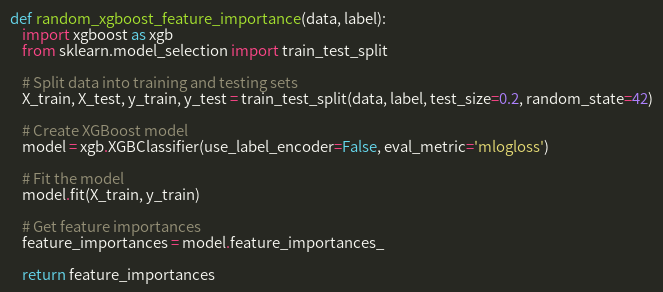 def random_xgboost_feature_importance(data, label):
    import xgboost as xgb
    from sklearn.model_selection import train_test_split

    # Split data into training and testing sets
    X_train, X_test, y_train, y_test = train_test_split(data, label, test_size=0.2, random_state=42)

    # Create XGBoost model
    model = xgb.XGBClassifier(use_label_encoder=False, eval_metric='mlogloss')

    # Fit the model
    model.fit(X_train, y_train)

    # Get feature importances
    feature_importances = model.feature_importances_

    return feature_importances